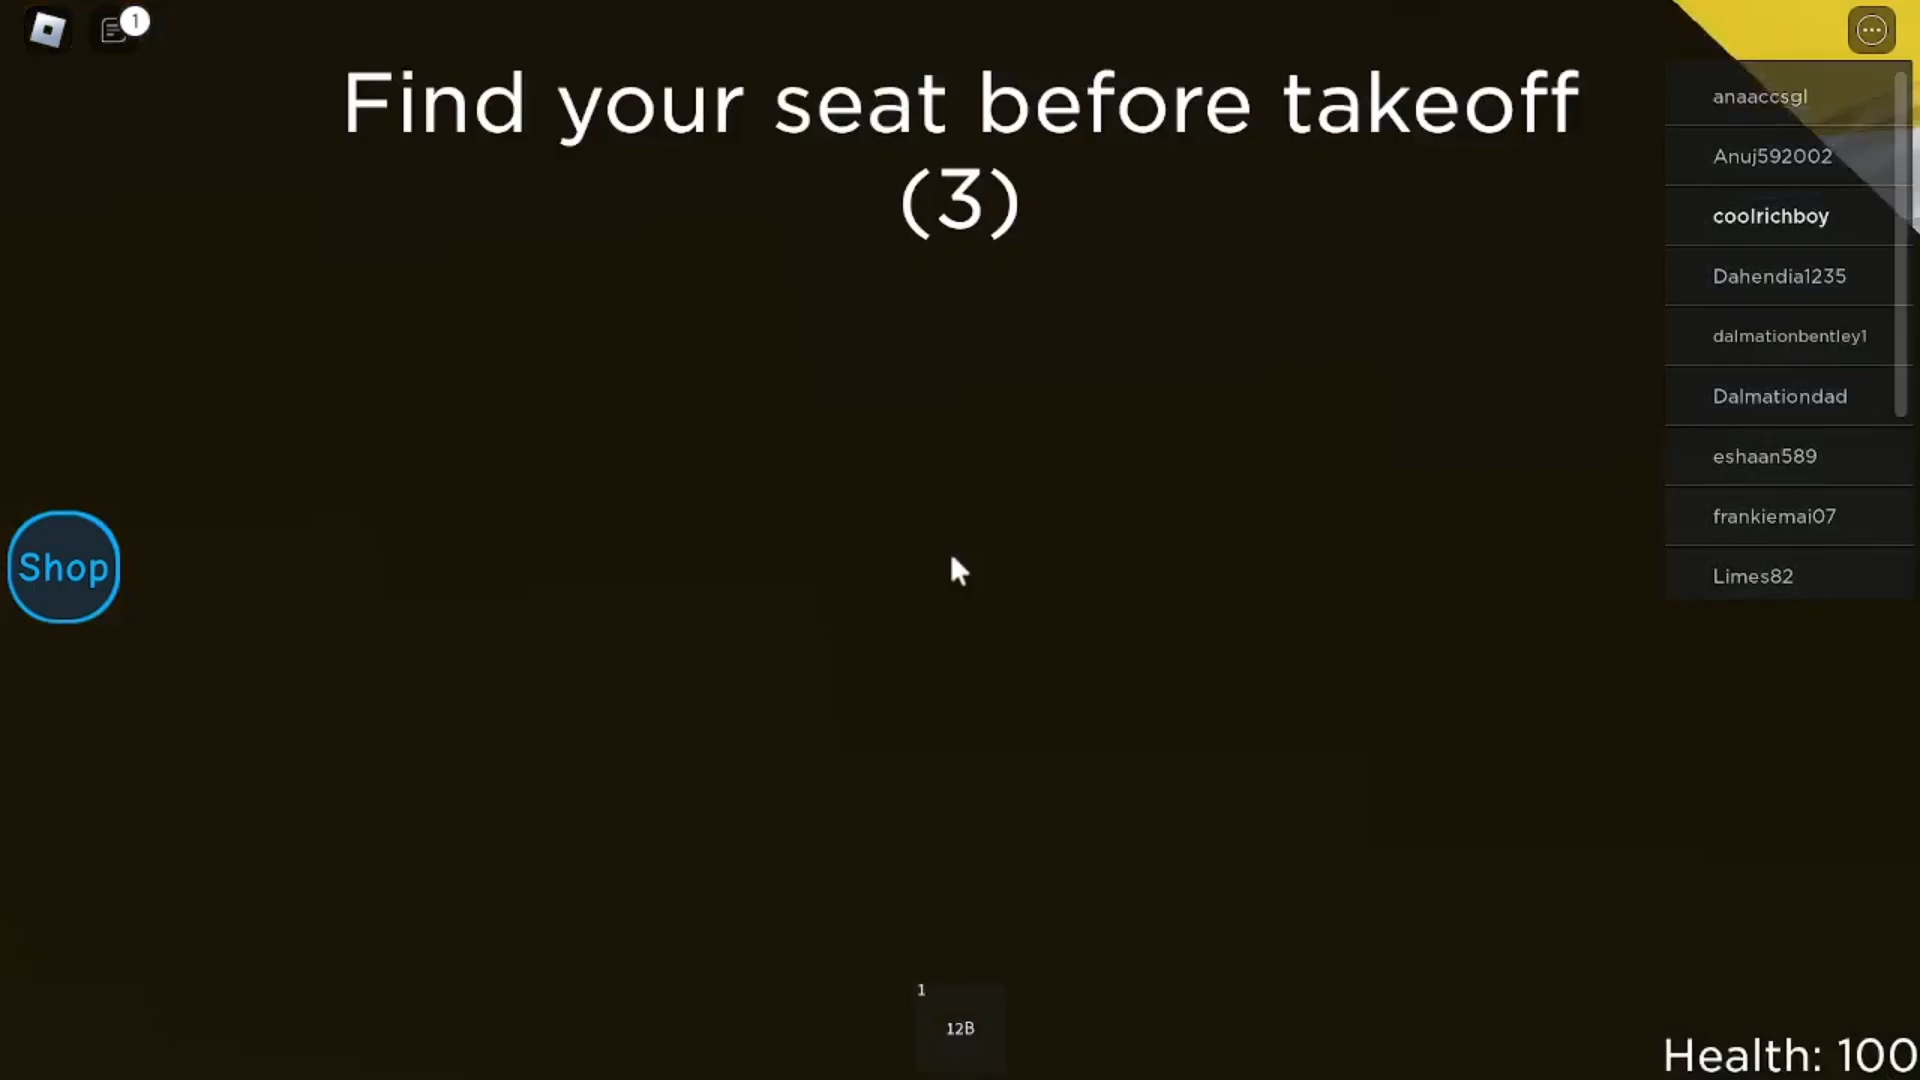 1
Find your seat before takeoff
(3)
anaaccsgl
Anuj592002
coolrichboy
Dahendia1235
dalmationbentley1
Dalmationdad
eshaan589
frankiemai07
Limes82
Shop
1
12B
Health: 100